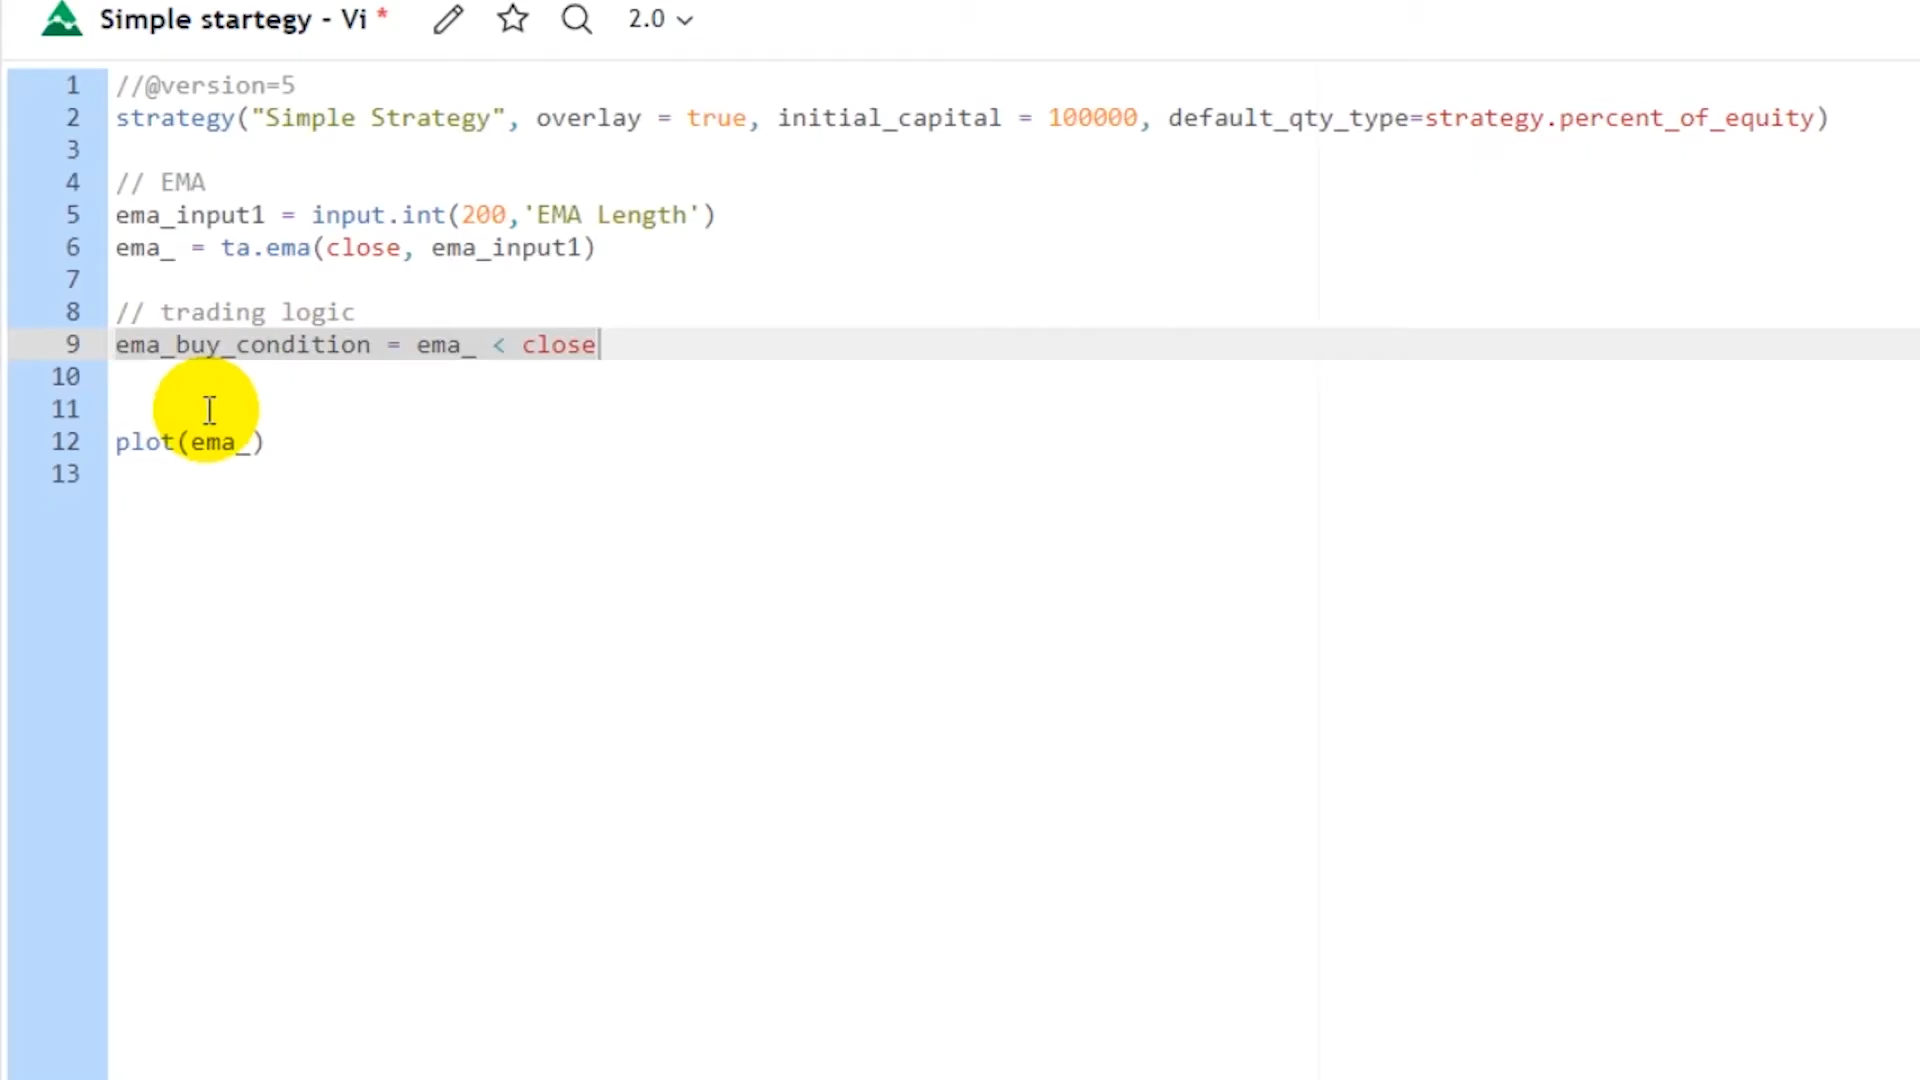 Simple startegy - Vi * 2.0
1 //@version=5
2 strategy("Simple Strategy", overlay = true, initial_capital = 100000, default_qty_type=strategy.percent_of_equity)
3
4 // EMA
5 ema_input1 = input.int(200,'EMA Length')
6 ema_ = ta.ema(close, ema_input1)
7
8 // trading logic
9 ema_buy_condition = ema_ < close
10
11
12 plot(ema_)
13